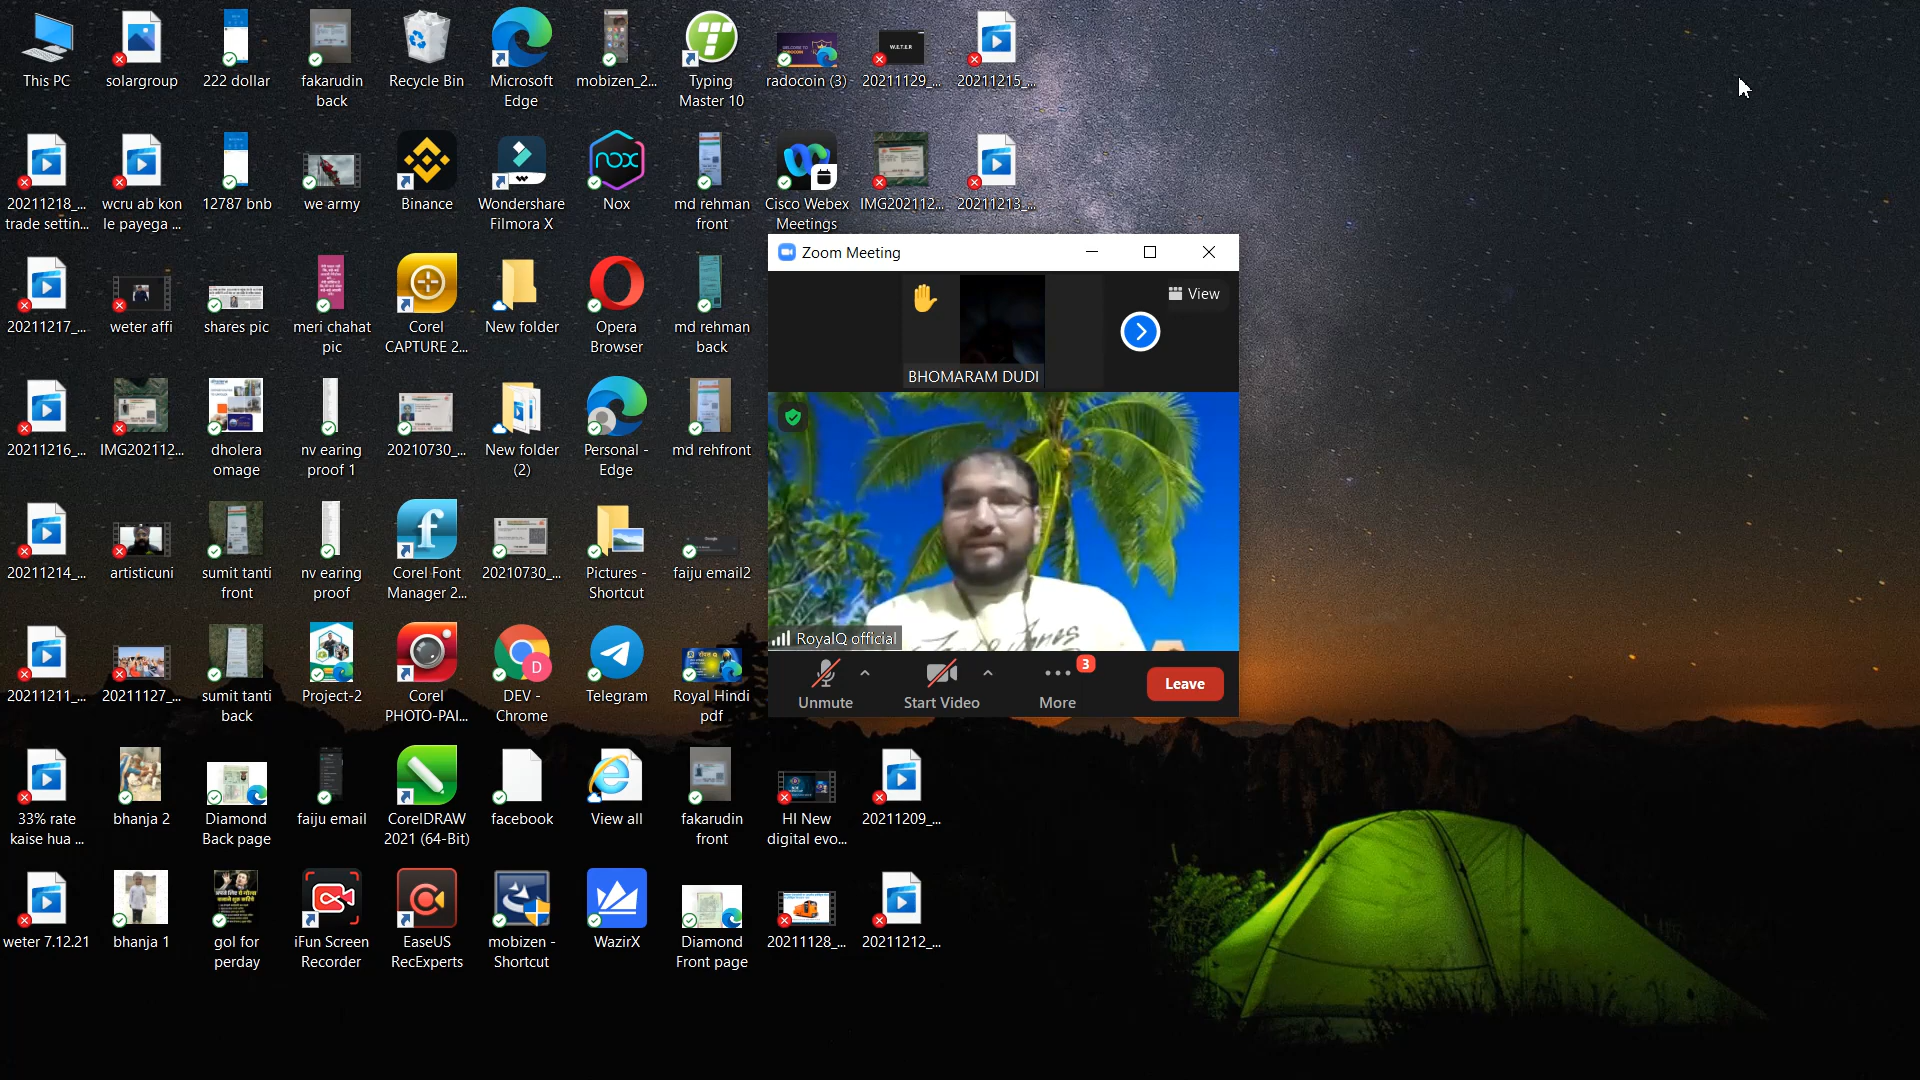 This PC
solargroup
222 dollar
fakarudin
back
Recycle Bin
Microsoft
Edge
mobizen_2...
Typing
Master 10
radocoin (3)
W.E.T.E.R
20211129_...
20211215_...
20211218_...
trade settin...
wcru ab kon
le payega ...
12787 bnb
we army
Binance
Wondershare
Filmora X
nox
Nox
md rehman
front
Cisco Webex
Meetings
IMG202112...
20211213_...
20211217_...
weter affi
shares pic
meri chahat
pic
Corel
CAPTURE 2...
New folder
Opera
Browser
md rehman
back
Zoom Meeting
View
BHOMARAM DUDI
20211216_...
IMG202112...
dholera
omage
nv earing
proof 1
20210730_...
New folder
(2)
Personal -
Edge
md rehfront
20211214_...
artisticuni
sumit tanti
front
nv earing
proof
Corel Font
Manager 2...
20210730_...
Pictures -
Shortcut
faiju email2
RoyalQ official
20211211_...
20211127_...
sumit tanti
back
Project-2
Corel
PHOTO-PAI...
D
DEV -
Chrome
Telegram
Royal Hindi
pdf
3
Unmute
Start Video
More
Leave
33% rate
kaise hua ...
bhanja 2
Diamond
Back page
faiju email
CorelDRAW
2021 (64-Bit)
facebook
View all
fakarudin
front
HI New
digital evo...
20211209_...
weter 7.12.21
bhanja 1
gol for
perday
iFun Screen
Recorder
EaseUS
RecExperts
mobizen -
Shortcut
WazirX
Diamond
Front page
20211128_...
20211212_...